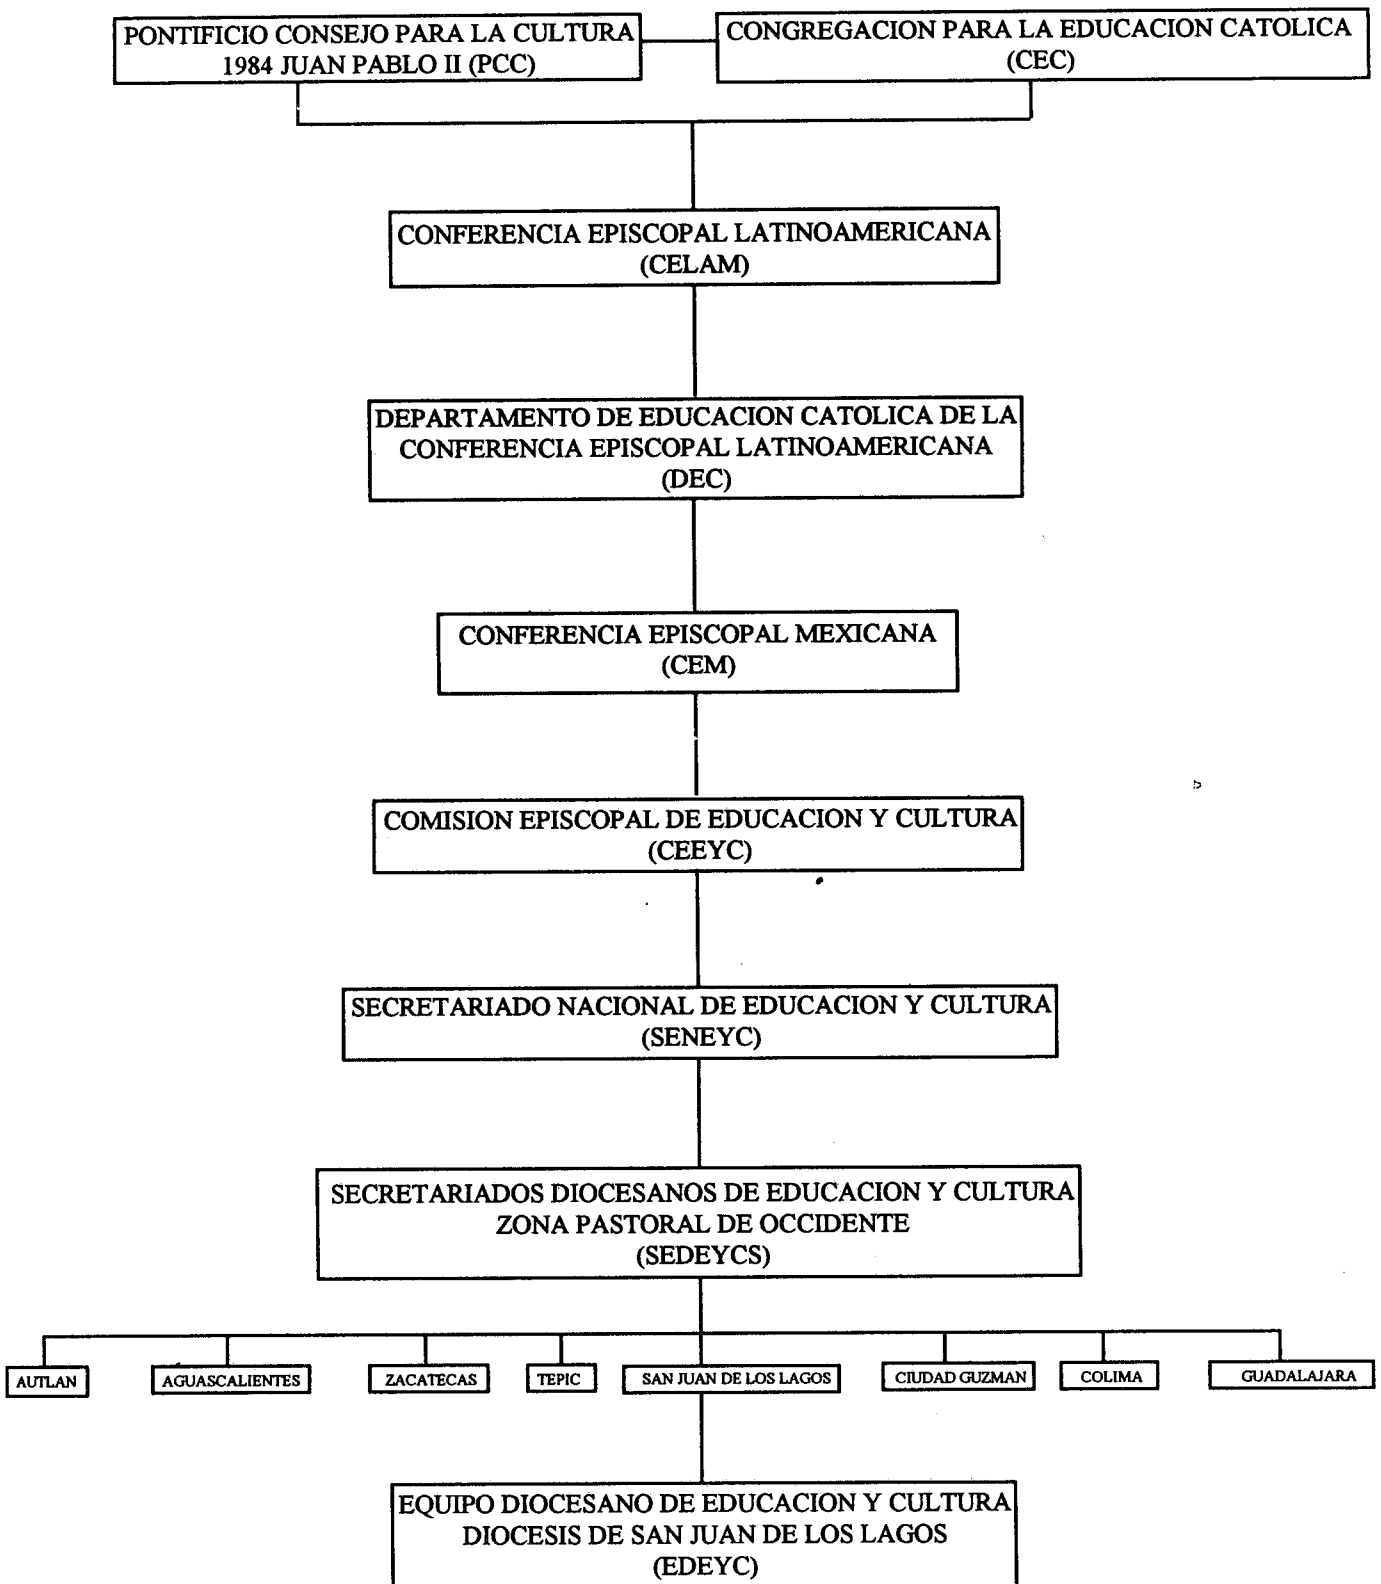 PONTIFICIO CONSEJO PARA LA CULTURA
1984 JUAN PABLO II (PCC)
CONGREGACION PARA LA EDUCACION CATOLICA
(CEC)
CONFERENCIA EPISCOPAL LATINOAMERICANA
(CELAM)
DEPARTAMENTO DE EDUCACION CATOLICA DE LA
CONFERENCIA EPISCOPAL LATINOAMERICANA
(DEC)
CONFERENCIA EPISCOPAL MEXICANA
(CEM)
COMISION EPISCOPAL DE EDUCACION Y CULTURA
(CEEYC)
SECRETARIADO NACIONAL DE EDUCACION Y CULTURA
(SENEYC)
SECRETARIADOS DIOCESANOS DE EDUCACION Y CULTURA
ZONA PASTORAL DE OCCIDENTE
(SEDEYCS)
AUTLAN
AGUASCALIENTES
ZACATECAS
TEPIC
SAN JUAN DE LOS LAGOS
CIUDAD GUZMAN
COLIMA
GUADALAJARA
EQUIPO DIOCESANO DE EDUCACION Y CULTURA
DIOCESIS DE SAN JUAN DE LOS LAGOS
(EDEYC)